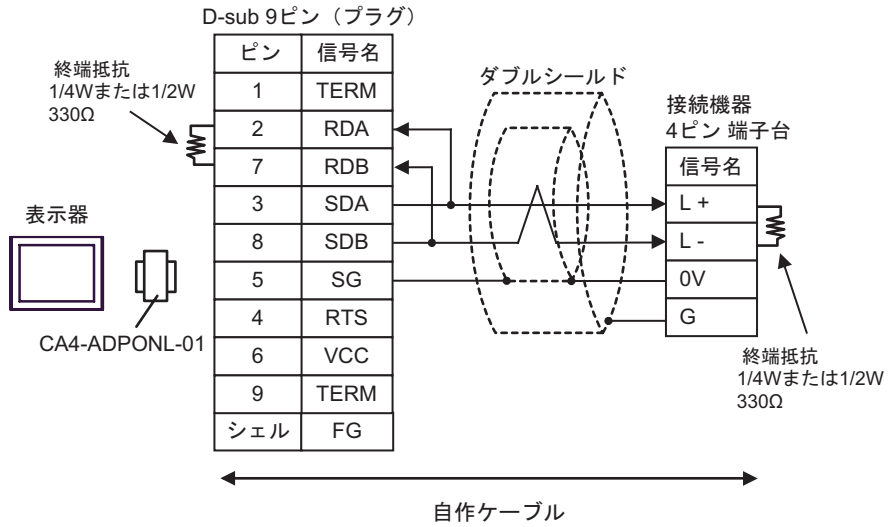 D-sub 9ピン（プラグ）
ピン 信号名
1 TERM
2 RDA
7 RDB
3 SDA
8 SDB
5 SG
4 RTS
6 VCC
9 TERM
シェル FG
終端抵抗
1/4Wまたは1/2W
330Ω
表示器
CA4-ADPONL-01
ダブルシールド
接続機器
4ピン 端子台
信号名
L +
L -
0V
G
終端抵抗
1/4Wまたは1/2W
330Ω
自作ケーブル